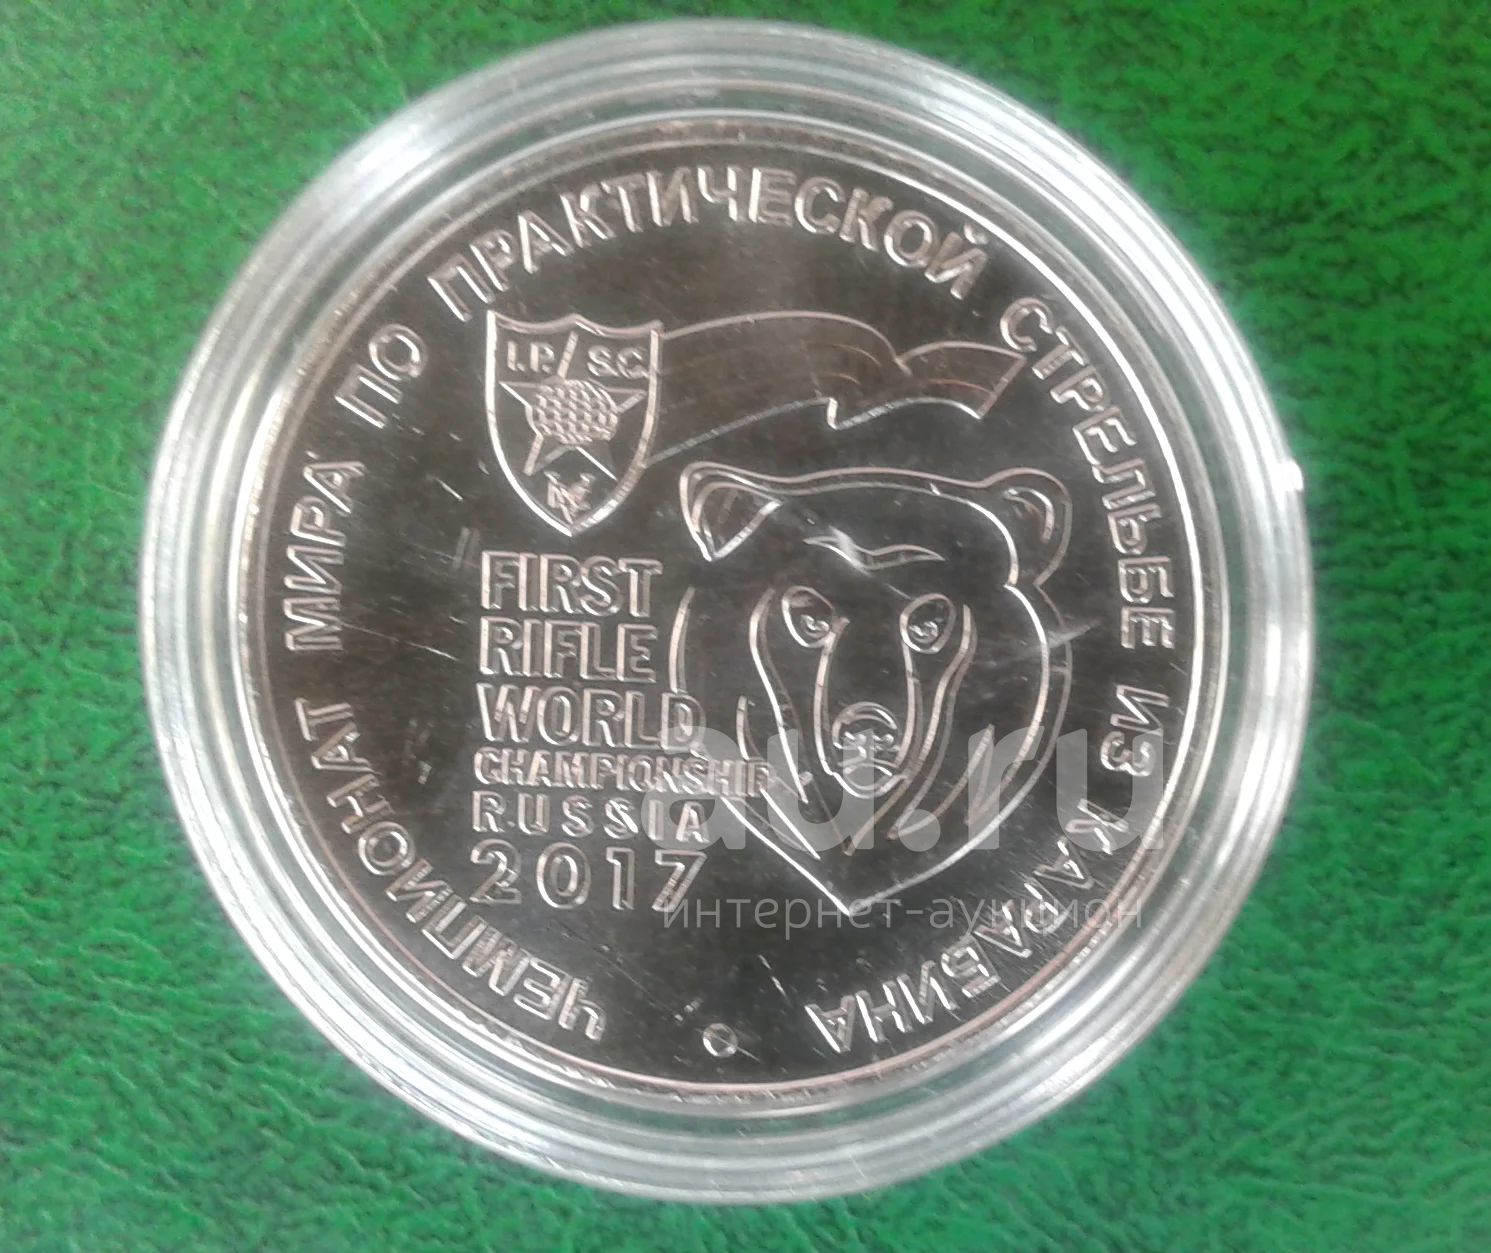 ЧЕМПИОНАТ МИРА ПО ПРАКТИЧЕСКОЙ СТРЕЛЬБЕ ИЗ КАРАБИНА
I.P.S.C.
FIRST
RIFLE
WORLD
CHAMPIONSHIP
RUSSIA
2017
au.ru
интернет-аукцион